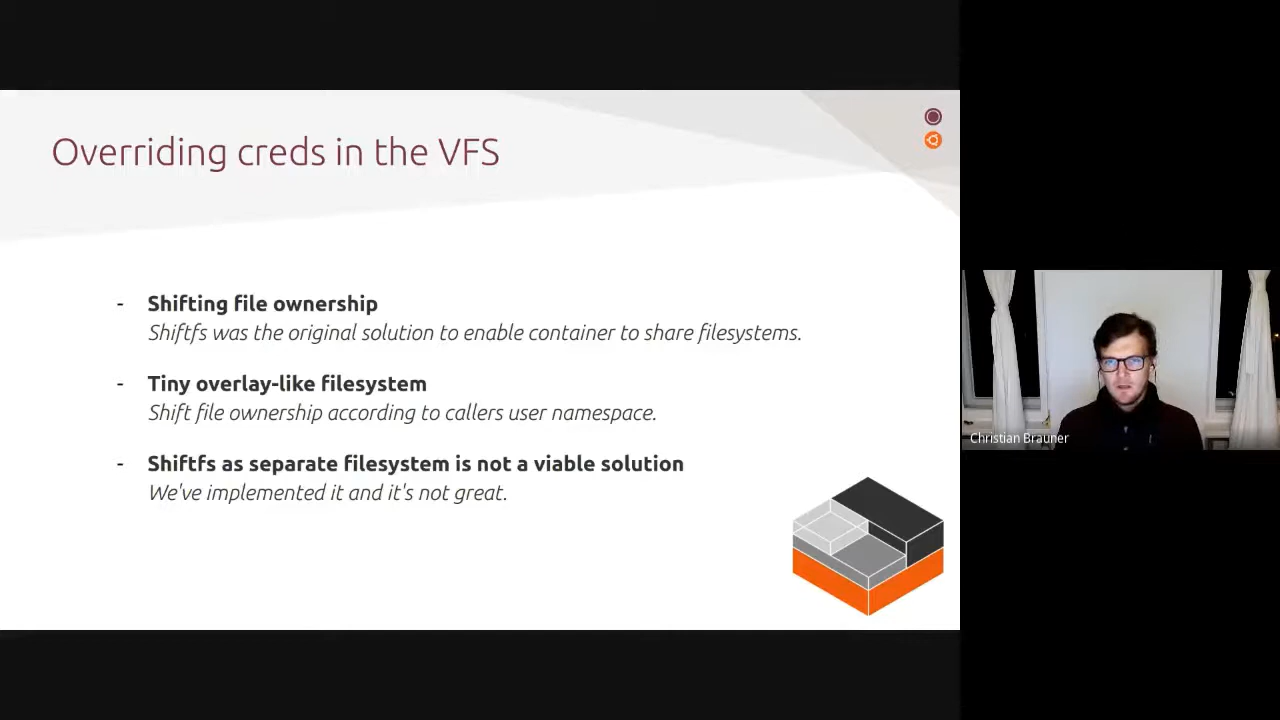 Overriding creds in the VFS
- Shifting file ownership
Shiftfs was the original solution to enable container to share filesystems.
- Tiny overlay-like filesystem
Shift file ownership according to callers user namespace.
- Shiftfs as separate filesystem is not a viable solution
We've implemented it and it's not great.
Christian Brauner